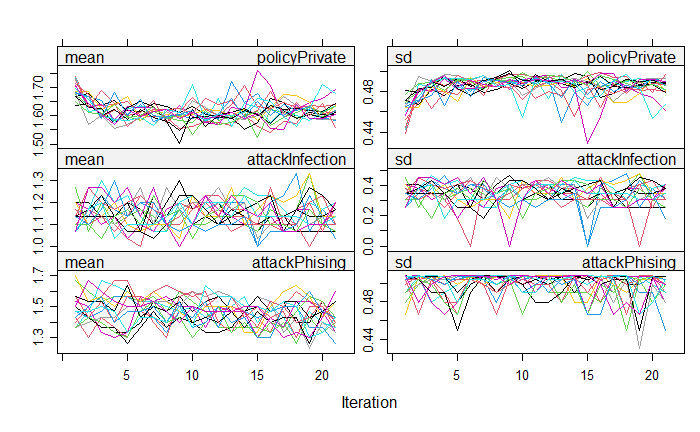 mean policyPrivate
sd policyPrivate
1.50 1.60 1.70
0.44 0.48
mean attackInfection
sd attackInfection
1.0 1.1 1.2 1.3
0.0 0.2 0.4
mean attackPhising
sd attackPhising
1.3 1.5 1.7
0.44 0.48
5 10 15 20
5 10 15 20
Iteration